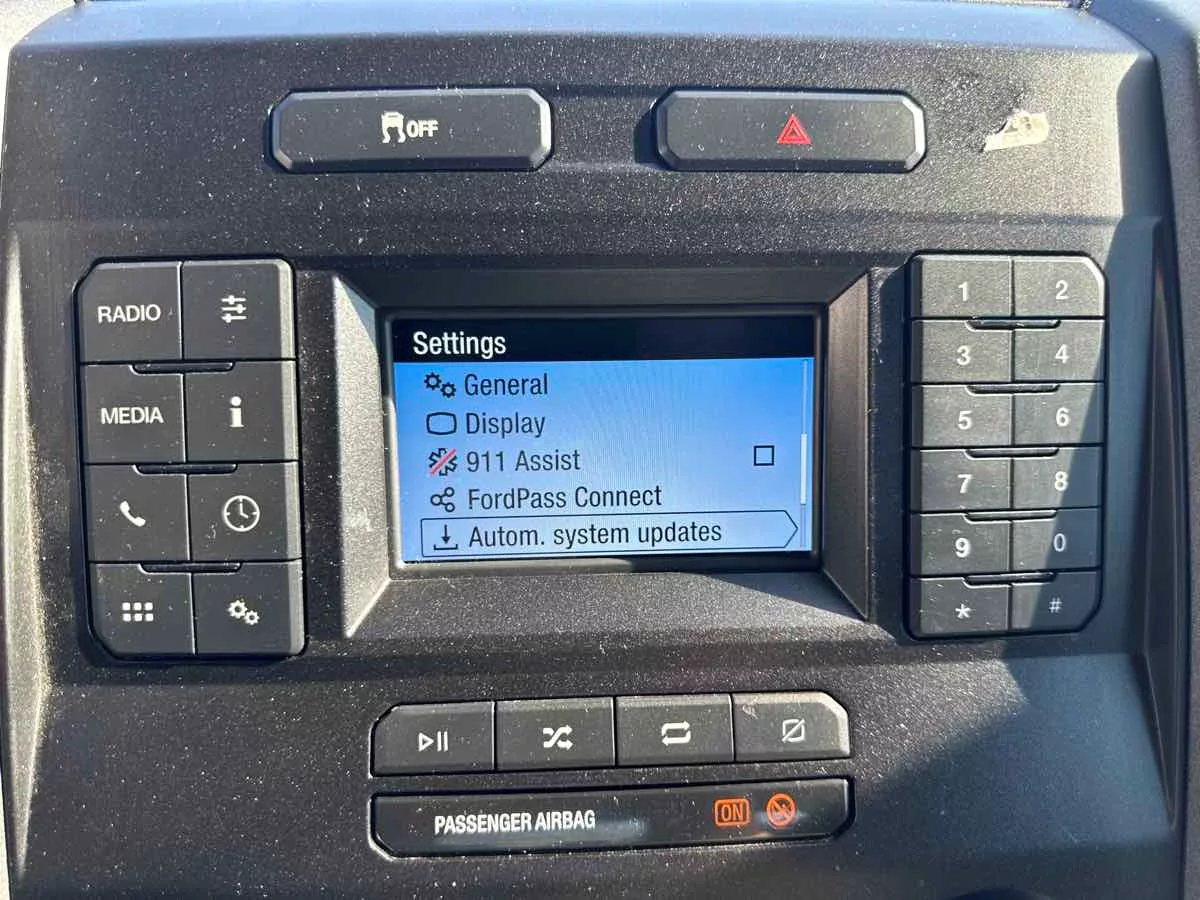 OFF
RADIO
MEDIA
Settings
General
Display
911 Assist
FordPass Connect
Autom. system updates
1 2
3 4
5 6
7 8
9 0
* #
PASSENGER AIRBAG ON